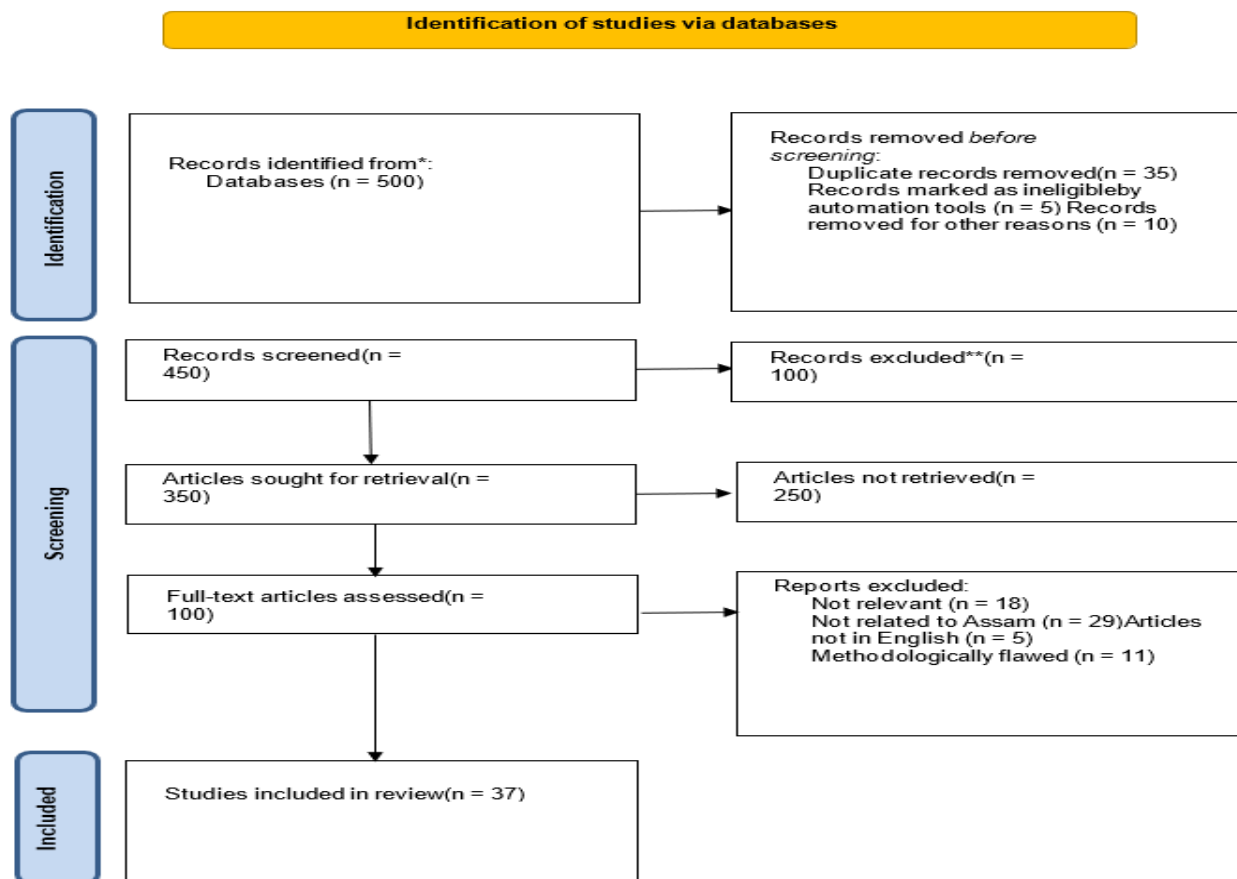 Identification of studies via databases
Identification
Records identified from*:
Databases (n = 500)
Records removed before
screening:
Duplicate records removed(n = 35)
Records marked as ineligibleby
automation tools (n = 5) Records
removed for other reasons (n = 10)
Screening
Records screened(n =
450)
Records excluded**(n =
100)
Articles sought for retrieval(n =
350)
Articles not retrieved(n =
250)
Full-text articles assessed(n =
100)
Reports excluded:
Not relevant (n = 18)
Not related to Assam (n = 29)Articles
not in English (n = 5)
Methodologically flawed (n = 11)
Included
Studies included in review(n = 37)